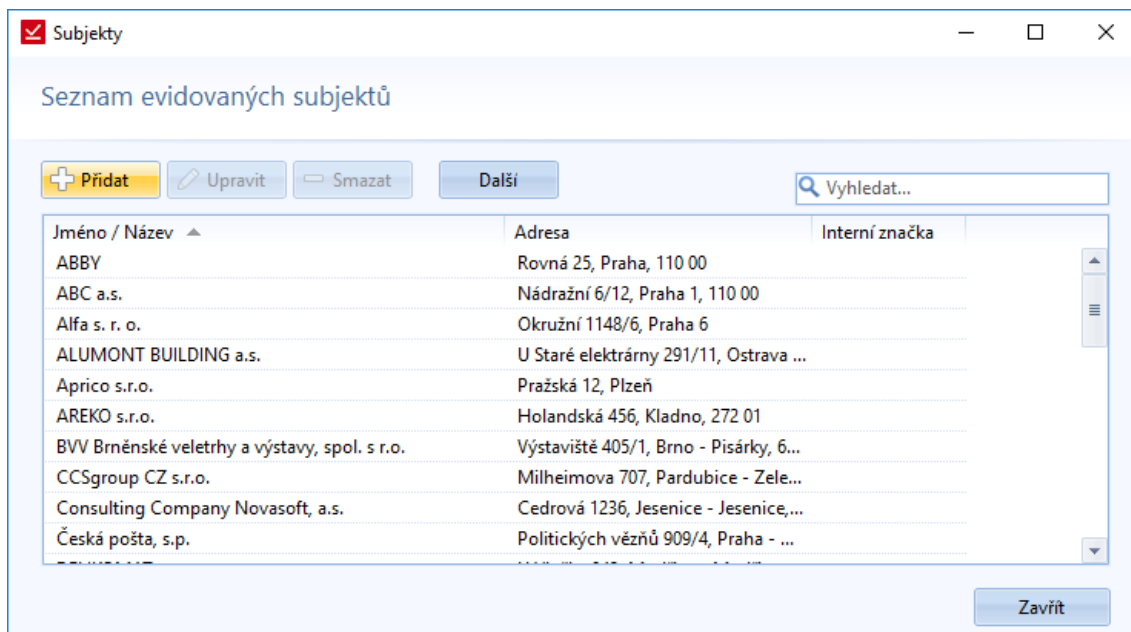 Subjekty
Seznam evidovaných subjektů
Přidat Upravit Smazat Další Vyhledat...
Jméno / Název Adresa Interní značka
ABBY Rovná 25, Praha, 110 00
ABC a.s. Nádražní 6/12, Praha 1, 110 00
Alfa s. r. o. Okružní 1148/6, Praha 6
ALUMONT BUILDING a.s. U Staré elektrárny 291/11, Ostrava ...
Aprico s.r.o. Pražská 12, Plzeň
AREKO s.r.o. Holandská 456, Kladno, 272 01
BVV Brněnské veletrhy a výstavy, spol. s r.o. Výstaviště 405/1, Brno - Pisárky, 6...
CCSgroup CZ s.r.o. Milheimova 707, Pardubice - Zele...
Consulting Company Novasoft, a.s. Cedrová 1236, Jesenice - Jesenice,...
Česká pošta, s.p. Politických vězňů 909/4, Praha - ...
Zavřít